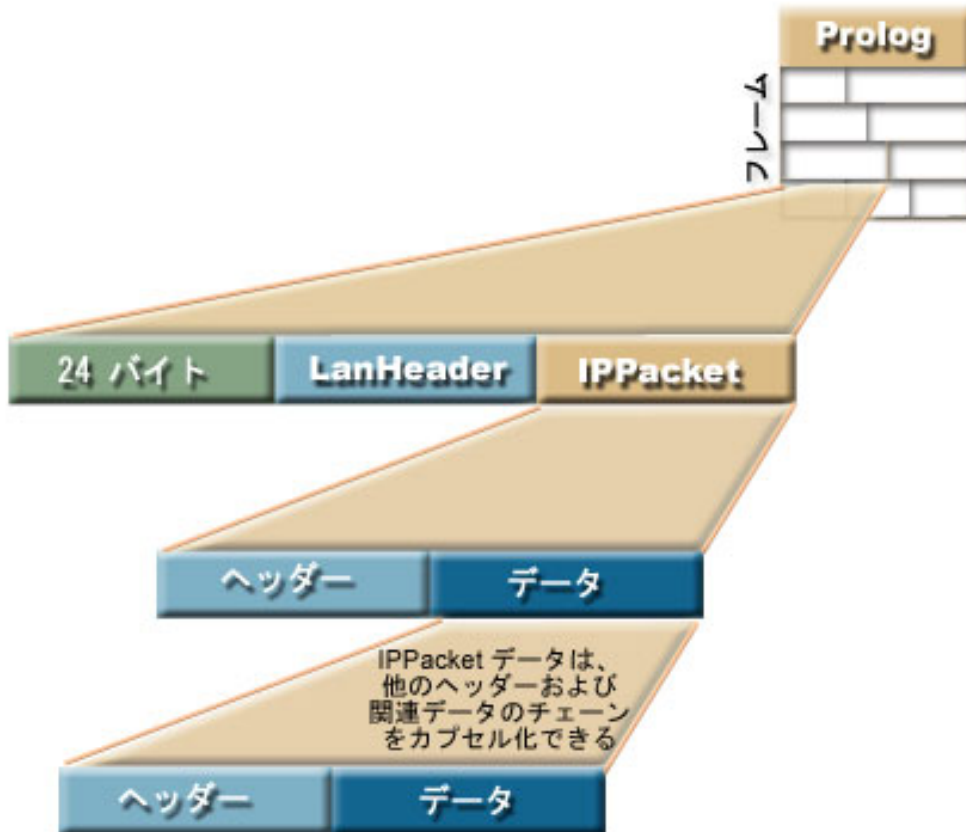 Prolog
フレーム
24 バイト
LanHeader
IPPacket
ヘッダー
データ
IPPacket データは、
他のヘッダーおよび
関連データのチェーン
をカプセル化できる
ヘッダー
データ